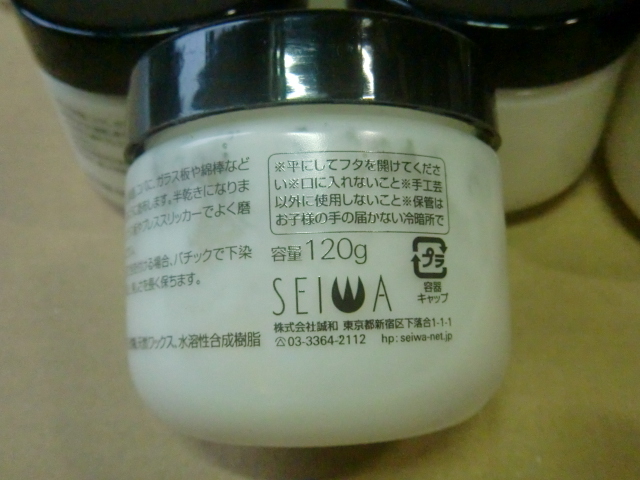 ガラス板や綿棒など
します。半乾きになりま
プレススリッカーでよく磨
場合、バチックで下染
保ちます。
ワックス、水溶性合成樹脂
※平にしてフタを開けてくださ
い※口に入れないこと※手工芸
以外に使用しないこと※保管は
お子様の手の届かない冷暗所で
容量120g
プラ
容器
キャップ
SEIWA
株式会社誠和 東京都新宿区下落合1-1-1
☎03-3364-2112 hp: seiwa-net.jp